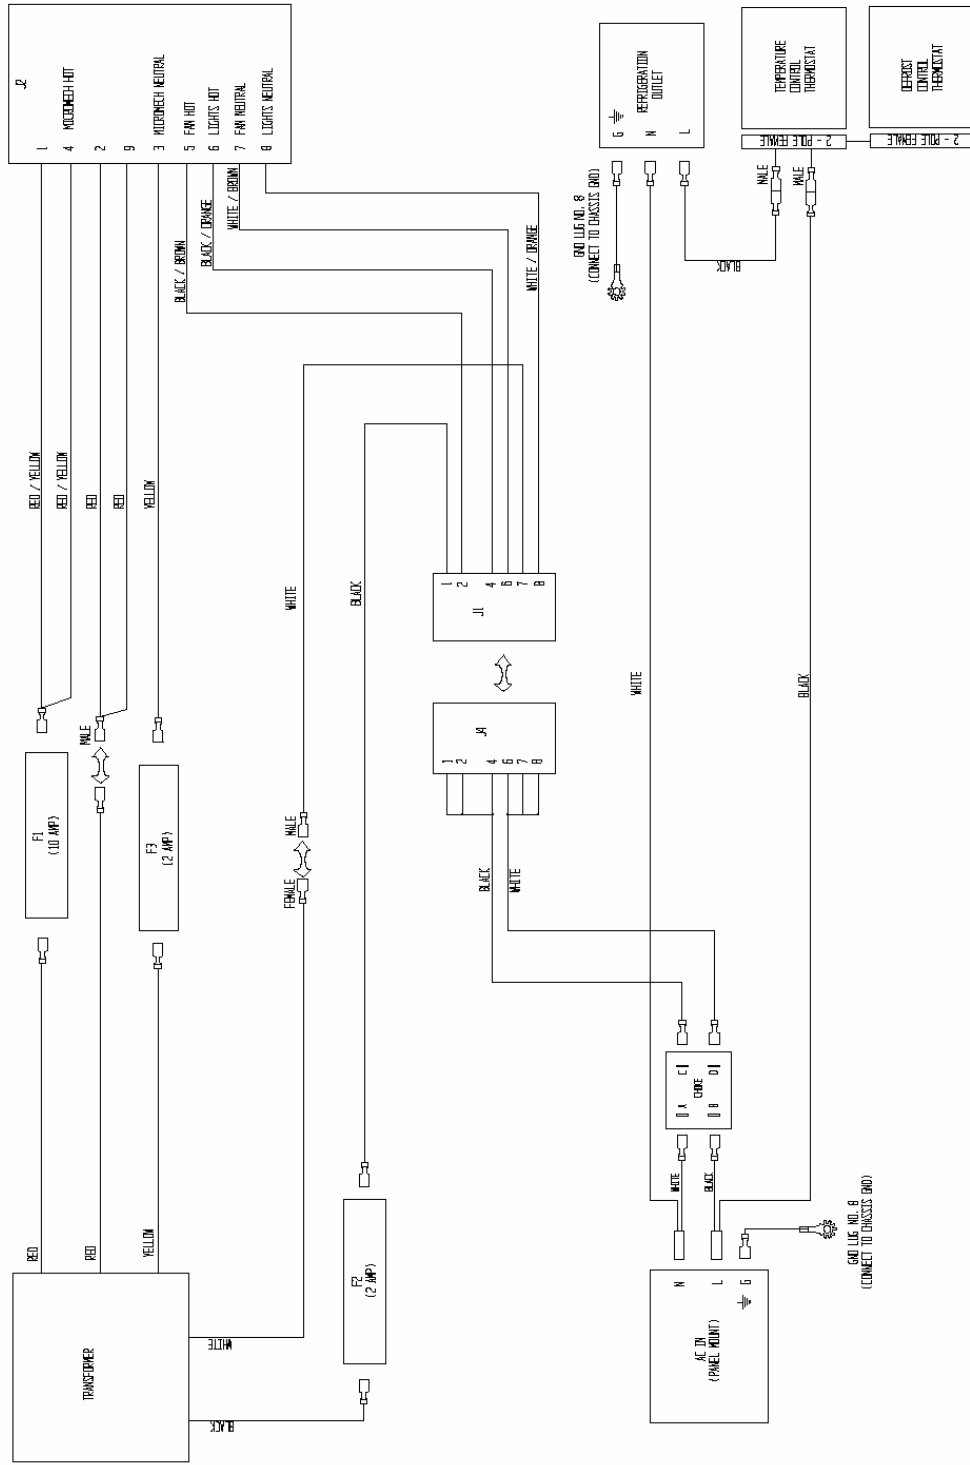 J2
1
4 MICROMECH HOT
2
9
3 MICROMECH NEUTRAL
5 FAN HOT
6 LIGHTS HOT
7 FAN NEUTRAL
8 LIGHTS NEUTRAL
BLACK / BROWN
BLACK / ORANGE
WHITE / BROWN
WHITE / ORANGE
RED / YELLOW
RED / YELLOW
RED
RED
YELLOW
MALE
F1
(10 AMP)
F3
(2 AMP)
RED
RED
YELLOW
TRANSFORMER
WHITE
BLACK
F2
(2 AMP)
WHITE
MALE
FEMALE
BLACK
1
2
4
6
7
8
J1
J4
1
2
4
6
7
8
BLACK
WHITE
G
N
L
REFRIGERATION
OUTLET
GND LUG NO. 8
(CONNECT TO CHASSIS GND)
TEMPERATURE
CONTROL
THERMOSTAT
2 - POLE FEMALE
DEFROST
CONTROL
THERMOSTAT
2 - POLE FEMALE
MALE
MALE
BLACK
WHITE
BLACK
C
D
CHOKE
A
B
WHITE
BLACK
N
L
G
AC IN
(PANEL MOUNT)
GND LUG NO. 8
(CONNECT TO CHASSIS GND)